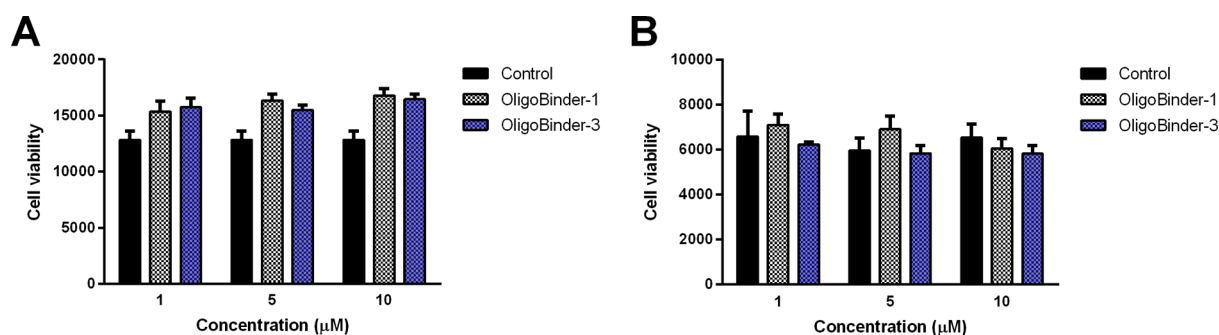 A
Cell viability
20000
15000
10000
5000
0
1 5 10
Concentration (μM)
Control
OligoBinder-1
OligoBinder-3
B
Cell viability
10000
8000
6000
4000
2000
0
1 5 10
Concentration (μM)
Control
OligoBinder-1
OligoBinder-3